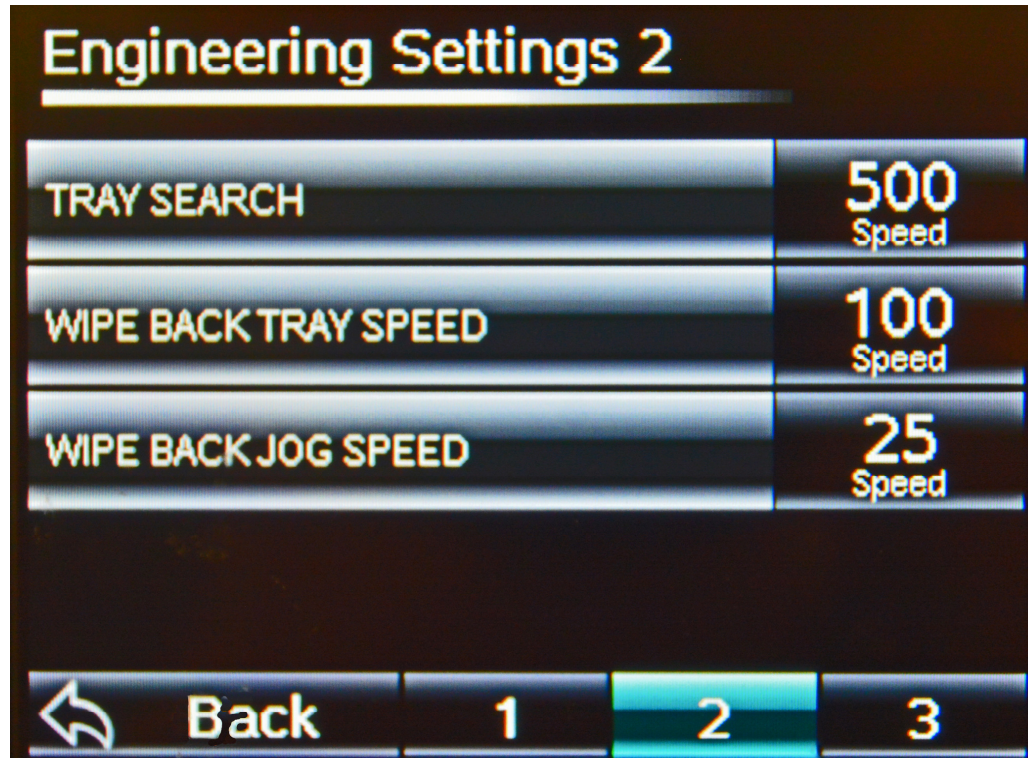 Engineering Settings 2
TRAY SEARCH
500
Speed
WIPE BACK TRAY SPEED
100
Speed
WIPE BACK JOG SPEED
25
Speed
Back
1
2
3